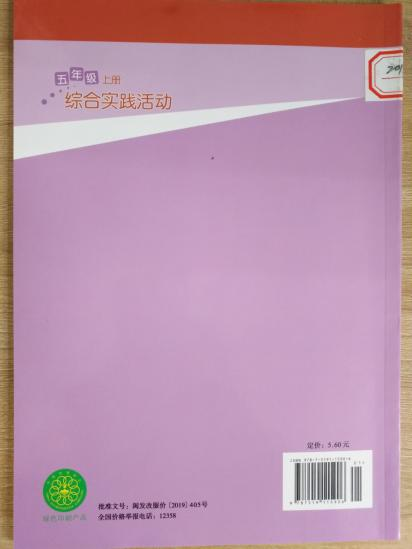 五年级 上册
综合实践活动
定价：5.60元
绿色印刷产品
批准文号：闽发改服价〔2019〕405号
全国价格举报电话：12358